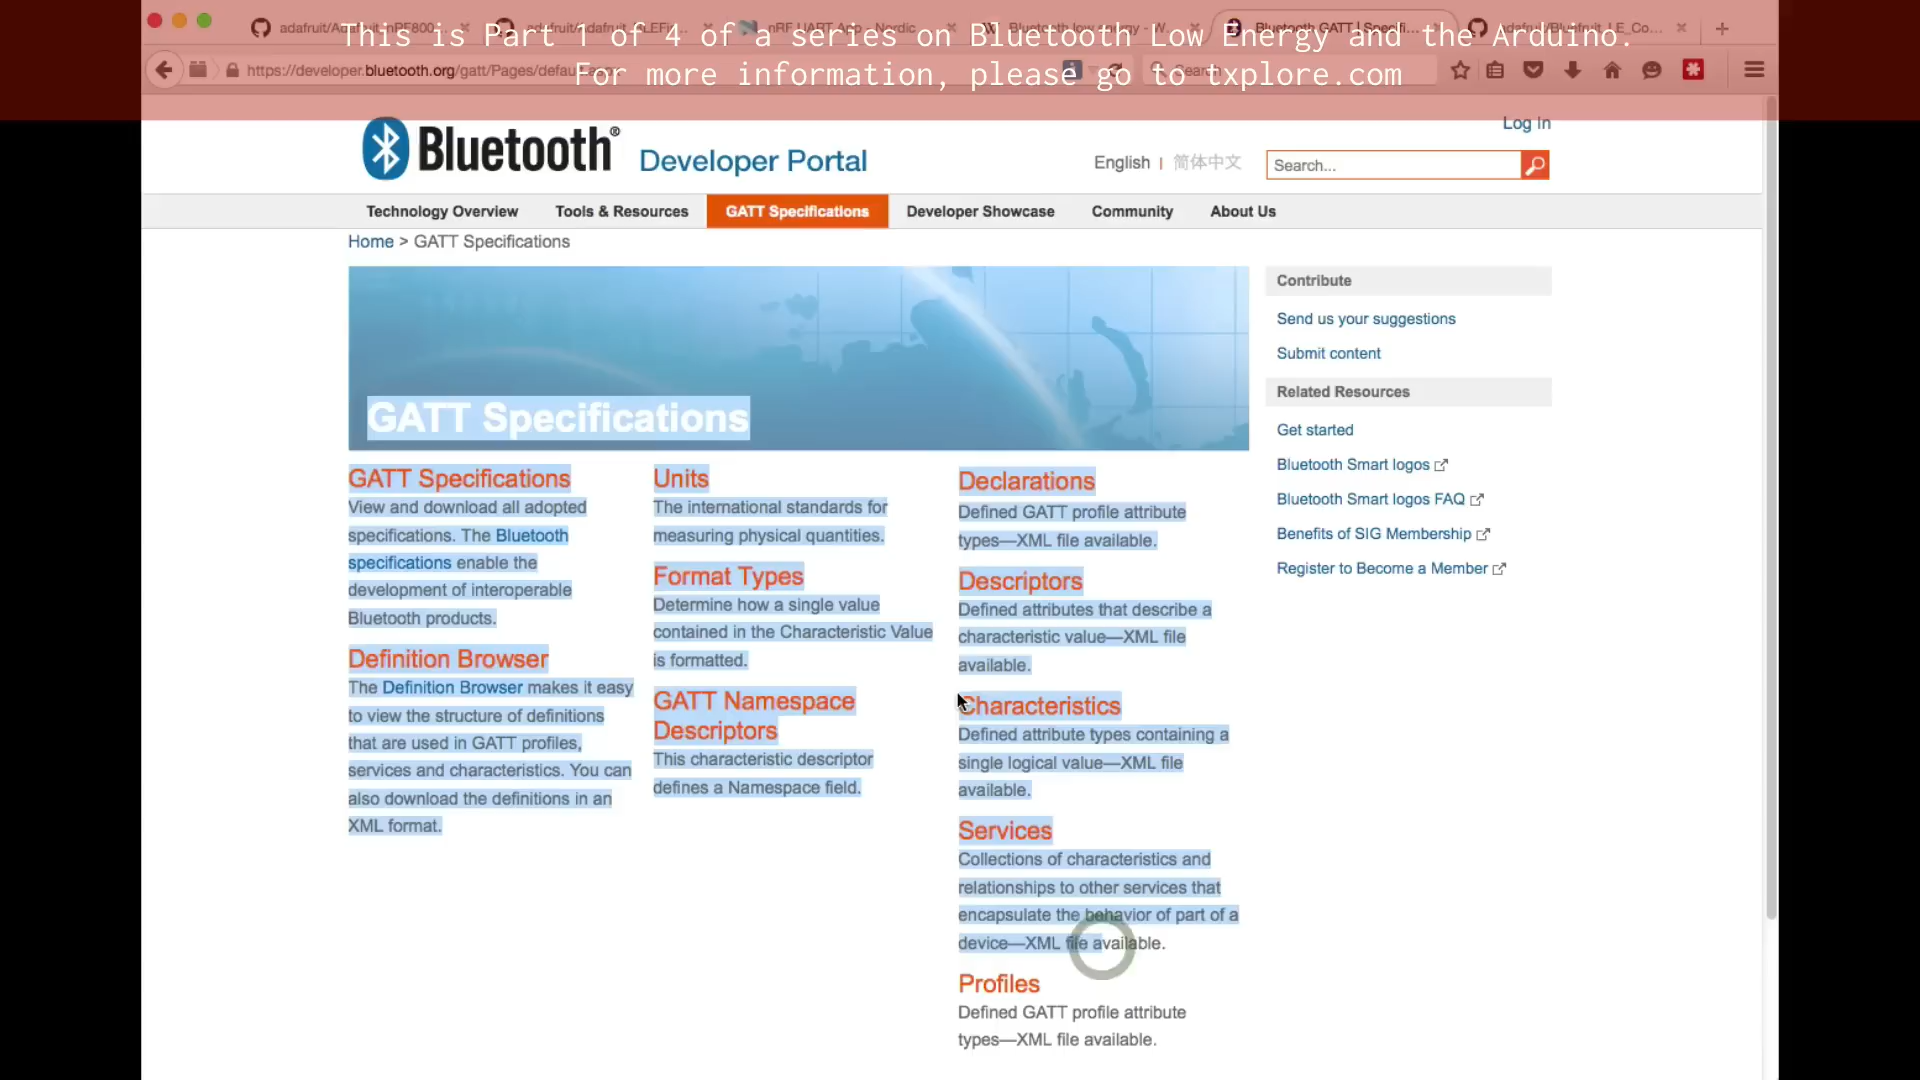 This is Part 1 of 4 of a series on Bluetooth Low Energy and the Arduino.
For more information, please go to txplore.com
https://developer.bluetooth.org/gatt/Pages/
Log In
Bluetooth® Developer Portal
English | 简体中文
Search...
Technology Overview
Tools & Resources
GATT Specifications
Developer Showcase
Community
About Us
Home > GATT Specifications
GATT Specifications
GATT Specifications
View and download all adopted
specifications. The Bluetooth
specifications enable the
development of interoperable
Bluetooth products.
Definition Browser
The Definition Browser makes it easy
to view the structure of definitions
that are used in GATT profiles,
services and characteristics. You can
also download the definitions in an
XML format.
Units
The international standards for
measuring physical quantities.
Format Types
Determine how a single value
contained in the Characteristic Value
is formatted.
GATT Namespace
Descriptors
This characteristic descriptor
defines a Namespace field.
Declarations
Defined GATT profile attribute
types—XML file available.
Descriptors
Defined attributes that describe a
characteristic value—XML file
available.
Characteristics
Defined attribute types containing a
single logical value—XML file
available.
Services
Collections of characteristics and
relationships to other services that
encapsulate the behavior of part of a
device—XML file available.
Profiles
Defined GATT profile attribute
types—XML file available.
Contribute
Send us your suggestions
Submit content
Related Resources
Get started
Bluetooth Smart logos
Bluetooth Smart logos FAQ
Benefits of SIG Membership
Register to Become a Member